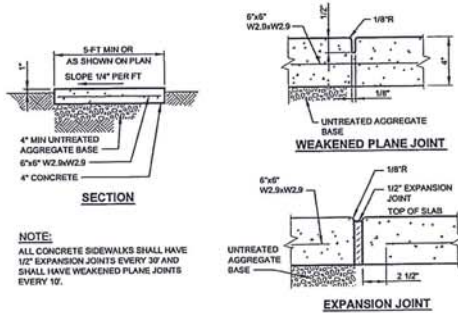 5-FT MIN OR
AS SHOWN ON PLAN
SLOPE 1/4" PER FT
1"
4" MIN UNTREATED
AGGREGATE BASE
6"x6" W2.9xW2.9
4" CONCRETE
SECTION
NOTE:
ALL CONCRETE SIDEWALKS SHALL HAVE
1/2" EXPANSION JOINTS EVERY 30' AND
SHALL HAVE WEAKENED PLANE JOINTS
EVERY 10'.
6"x6"
W2.9xW2.9
1/2"
1/8"R
4"
1/8"
UNTREATED AGGREGATE
BASE
WEAKENED PLANE JOINT
6"x6"
W2.9xW2.9
1/8"R
1/2" EXPANSION
JOINT
TOP OF SLAB
UNTREATED
AGGREGATE
BASE
2 1/2"
EXPANSION JOINT